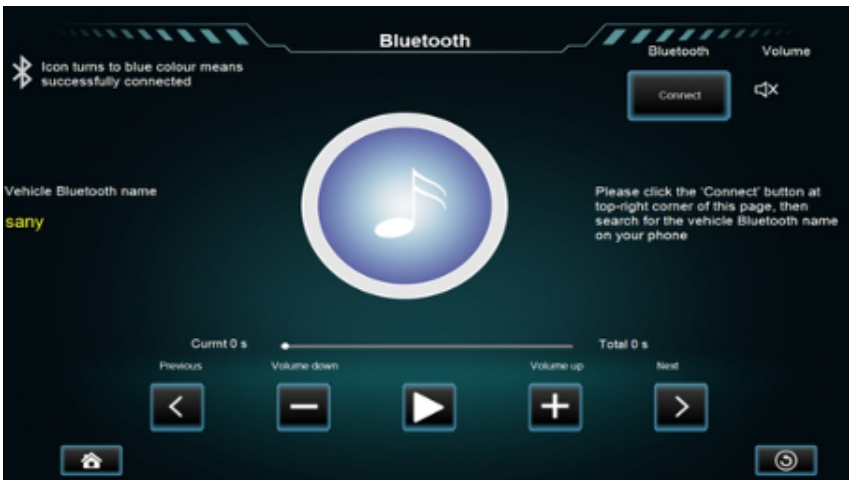 Bluetooth
Bluetooth
Volume
Icon turns to blue colour means
successfully connected
Connect
Vehicle Bluetooth name
sany
Please click the 'Connect' button at
top-right corner of this page, then
search for the vehicle Bluetooth name
on your phone
Currnt 0 s
Total 0 s
Previous
Volume down
Volume up
Next